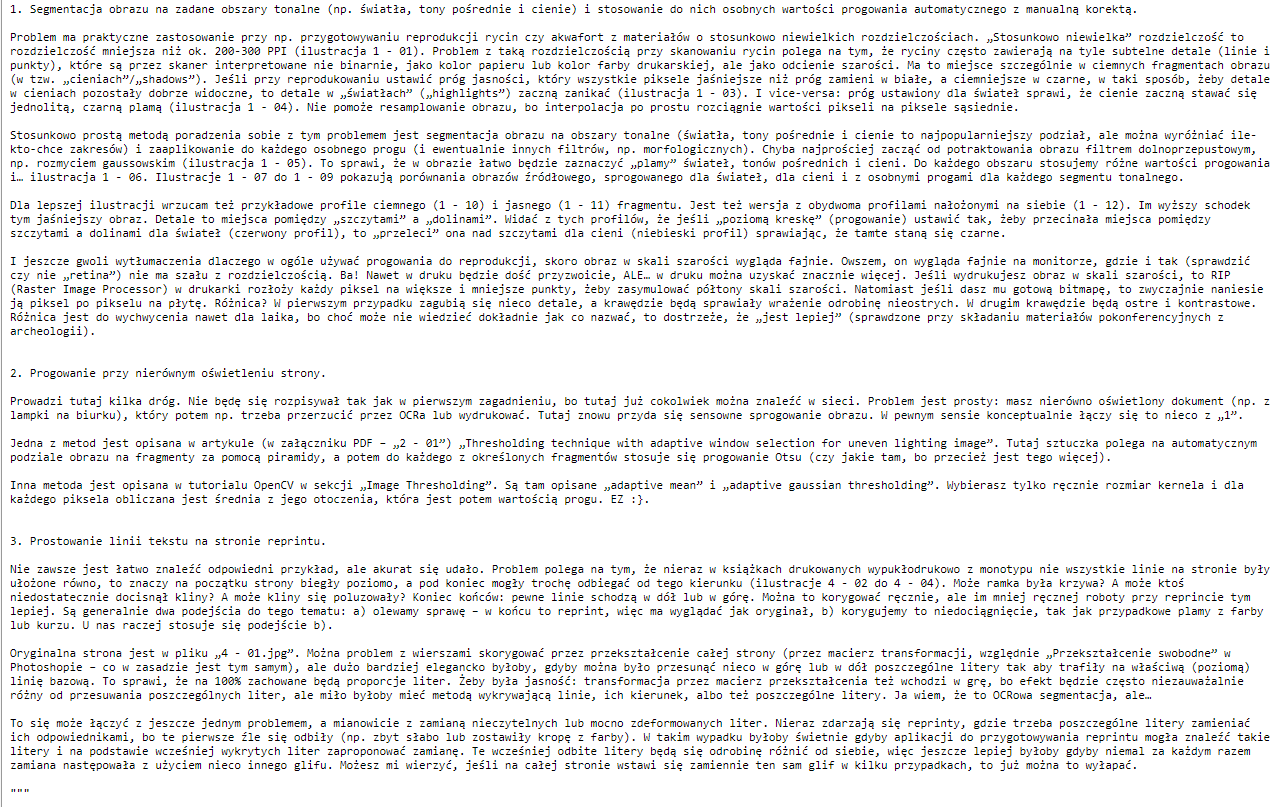 1. Segmentacja obrazu na zadane obszary tonalne (np. światła, tony pośrednie i cienie) i stosowanie do nich osobnych wartości progowania automatycznego z manualną korektą.
Problem ma praktyczne zastosowanie przy np. przygotowywaniu reprodukcji rycin czy akwafort z materiałów o stosunkowo niewielkich rozdzielczościach. „Stosunkowo niewielka” rozdzielczość to
rozdzielczość mniejsza niż ok. 200-300 PPI (ilustracja 1 - 01). Problem z taką rozdzielczością przy skanowaniu rycin polega na tym, że ryciny często zawierają na tyle subtelne detale (linie i
punkty), które są przez skaner interpretowane nie binarnie, jako kolor papieru lub kolor farby drukarskiej, ale jako odcienie szarości. Ma to miejsce szczególnie w ciemnych fragmentach obrazu
(w tzw. „cieniach”/„shadows”). Jeśli przy reprodukowaniu ustawić próg jasności, który wszystkie piksele jaśniejsze niż próg zamieni w białe, a ciemniejsze w czarne, w taki sposób, żeby detale
w cieniach pozostały dobrze widoczne, to detale w „światłach” („highlights”) zaczną zanikać (ilustracja 1 - 03). I vice-versa: próg ustawiony dla świateł sprawi, że cienie zaczną stawać się
jednolitą, czarną plamą (ilustracja 1 - 04). Nie pomoże resamplowanie obrazu, bo interpolacja po prostu rozciągnie wartości pikseli na piksele sąsiednie.
Stosunkowo prostą metodą poradzenia sobie z tym problemem jest segmentacja obrazu na obszary tonalne (światła, tony pośrednie i cienie to najpopularniejszy podział, ale można wyróżniać ile-
kto-chce zakresów) i zaaplikowanie do każdego osobnego progu (i ewentualnie innych filtrów, np. morfologicznych). Chyba najprościej zacząć od potraktowania obrazu filtrem dolnoprzepustowym,
np. rozmyciem gaussowskim (ilustracja 1 - 05). To sprawi, że w obrazie łatwo będzie zaznaczyć „plamy” świateł, tonów pośrednich i cieni. Do każdego obszaru stosujemy różne wartości progowania
i… ilustracja 1 - 06. Ilustracje 1 - 07 do 1 - 09 pokazują porównania obrazów źródłowego, sprogowanego dla świateł, dla cieni i z osobnymi progami dla każdego segmentu tonalnego.
Dla lepszej ilustracji wrzucam też przykładowe profile ciemnego (1 - 10) i jasnego (1 - 11) fragmentu. Jest też wersja z obydwoma profilami nałożonymi na siebie (1 - 12). Im wyższy schodek
tym jaśniejszy obraz. Detale to miejsca pomiędzy „szczytami” a „dolinami”. Widać z tych profilów, że jeśli „poziomą kreskę” (progowanie) ustawić tak, żeby przecinała miejsca pomiędzy
szczytami a dolinami dla świateł (czerwony profil), to „przeleci” ona nad szczytami dla cieni (niebieski profil) sprawiając, że tamte staną się czarne.
I jeszcze gwoli wytłumaczenia dlaczego w ogóle używać progowania do reprodukcji, skoro obraz w skali szarości wygląda fajnie. Owszem, on wygląda fajnie na monitorze, gdzie i tak (sprawdzić
czy nie „retina”) nie ma szału z rozdzielczością. Ba! Nawet w druku będzie dość przyzwoicie, ALE… w druku można uzyskać znacznie więcej. Jeśli wydrukujesz obraz w skali szarości, to RIP
(Raster Image Processor) w drukarki rozłoży każdy piksel na większe i mniejsze punkty, żeby zasymulować półtony skali szarości. Natomiast jeśli dasz mu gotową bitmapę, to zwyczajnie naniesie
ją piksel po pikselu na płytę. Różnica? W pierwszym przypadku zagubią się nieco detale, a krawędzie będą sprawiały wrażenie odrobinę nieostrych. W drugim krawędzie będą ostre i kontrastowe.
Różnica jest do wychwycenia nawet dla laika, bo choć może nie wiedzieć dokładnie jak co nazwać, to dostrzeże, że „jest lepiej” (sprawdzone przy składaniu materiałów pokonferencyjnych z
archeologii).
2. Progowanie przy nierównym oświetleniu strony.
Prowadzi tutaj kilka dróg. Nie będę się rozpisywał tak jak w pierwszym zagadnieniu, bo tutaj już cokolwiek można znaleźć w sieci. Problem jest prosty: masz nierówno oświetlony dokument (np. z
lampki na biurku), który potem np. trzeba przerzucić przez OCRa lub wydrukować. Tutaj znowu przyda się sensowne sprogowanie obrazu. W pewnym sensie konceptualnie łączy się to nieco z „1”.
Jedna z metod jest opisana w artykule (w załączniku PDF – „2 - 01”) „Thresholding technique with adaptive window selection for uneven lighting image”. Tutaj sztuczka polega na automatycznym
podziale obrazu na fragmenty za pomocą piramidy, a potem do każdego z określonych fragmentów stosuje się progowanie Otsu (czy jakie tam, bo przecież jest tego więcej).
Inna metoda jest opisana w tutorialu OpenCV w sekcji „Image Thresholding”. Są tam opisane „adaptive mean” i „adaptive gaussian thresholding”. Wybierasz tylko ręcznie rozmiar kernela i dla
każdego piksela obliczana jest średnia z jego otoczenia, która jest potem wartością progu. EZ :}.
3. Prostowanie linii tekstu na stronie reprintu.
Nie zawsze jest łatwo znaleźć odpowiedni przykład, ale akurat się udało. Problem polega na tym, że nieraz w książkach drukowanych wypukłodrukowo z monotypu nie wszystkie linie na stronie były
ułożone równo, to znaczy na początku strony biegły poziomo, a pod koniec mogły trochę odbiegać od tego kierunku (ilustracje 4 - 02 do 4 - 04). Może ramka była krzywa? A może ktoś
niedostatecznie docisnął kliny? A może kliny się poluzowały? Koniec końców: pewne linie schodzą w dół lub w górę. Można to korygować ręcznie, ale im mniej ręcznej roboty przy reprincie tym
lepiej. Są generalnie dwa podejścia do tego tematu: a) olewamy sprawę – w końcu to reprint, więc ma wyglądać jak oryginał, b) korygujemy to niedociągnięcie, tak jak przypadkowe plamy z farby
lub kurzu. U nas raczej stosuje się podejście b).
Oryginalna strona jest w pliku „4 - 01.jpg”. Można problem z wierszami skorygować przez przekształcenie całej strony (przez macierz transformacji, względnie „Przekształcenie swobodne” w
Photoshopie – co w zasadzie jest tym samym), ale dużo bardziej elegancko byłoby, gdyby można było przesunąć nieco w górę lub w dół poszczególne litery tak aby trafiły na właściwą (poziomą)
linię bazową. To sprawi, że na 100% zachowane będą proporcje liter. Żeby była jasność: transformacja przez macierz przekształcenia też wchodzi w grę, bo efekt będzie często niezauważalnie
różny od przesuwania poszczególnych liter, ale miło byłoby mieć metodą wykrywającą linie, ich kierunek, albo też poszczególne litery. Ja wiem, że to OCRowa segmentacja, ale…
To się może łączyć z jeszcze jednym problemem, a mianowicie z zamianą nieczytelnych lub mocno zdeformowanych liter. Nieraz zdarzają się reprinty, gdzie trzeba poszczególne litery zamieniać
ich odpowiednikami, bo te pierwsze źle się odbiły (np. zbyt słabo lub zostawiły kropę z farby). W takim wypadku byłoby świetnie gdyby aplikacji do przygotowywania reprintu mogła znaleźć takie
litery i na podstawie wcześniej wykrytych liter zaproponować zamianę. Te wcześniej odbite litery będą się odrobinę różnić od siebie, więc jeszcze lepiej byłoby gdyby niemal za każdym razem
zamiana następowała z użyciem nieco innego glifu. Możesz mi wierzyć, jeśli na całej stronie wstawi się zamiennie ten sam glif w kilku przypadkach, to już można to wyłapać.
"""